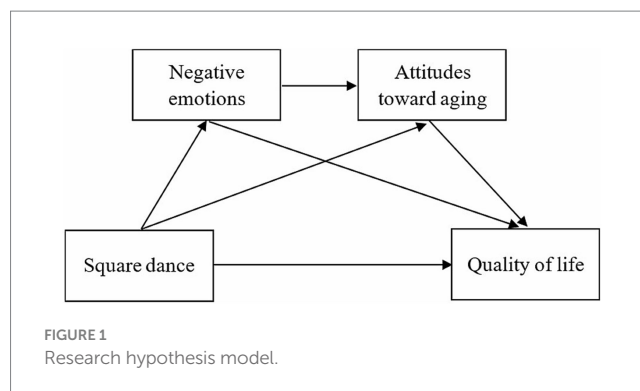 Negative
emotions
Attitudes
toward aging
Square dance
Quality of life
FIGURE 1
Research hypothesis model.